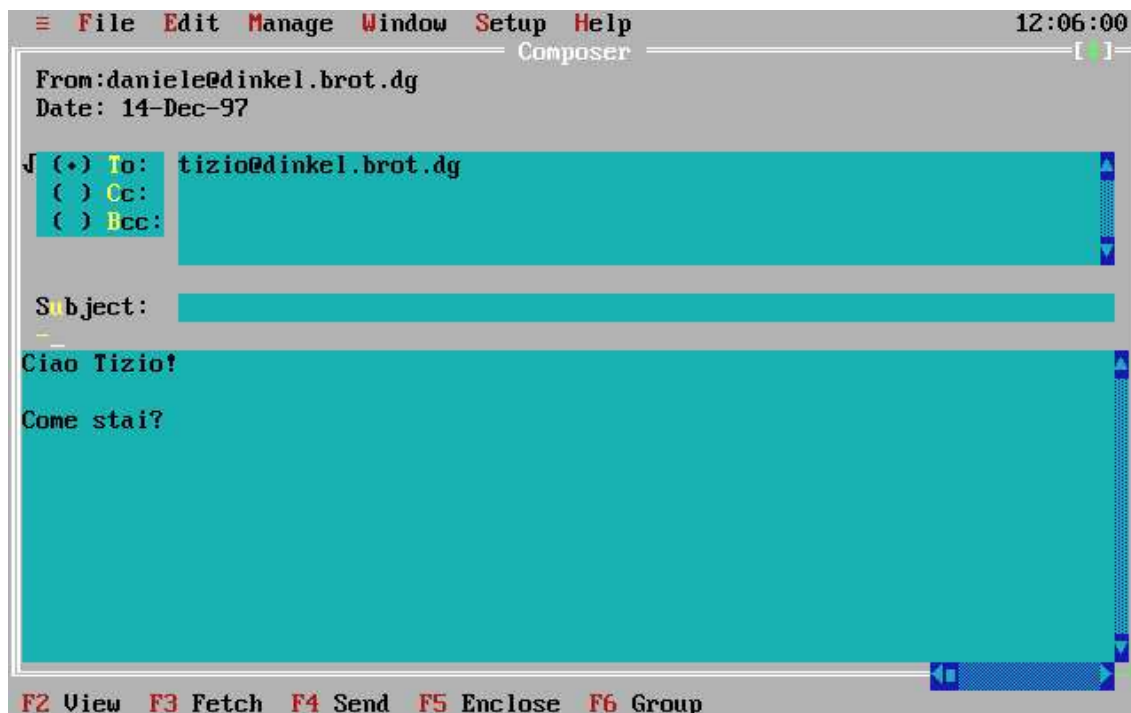 ≡ File Edit Manage Window Setup Help 12:06:00
Composer
From:daniele@dinkel.brot.dg
Date: 14-Dec-97
√ (•) To: tizio@dinkel.brot.dg
( ) Cc:
( ) Bcc:
Subject:
Ciao Tizio!
Come stai?
F2 View F3 Fetch F4 Send F5 Enclose F6 Group